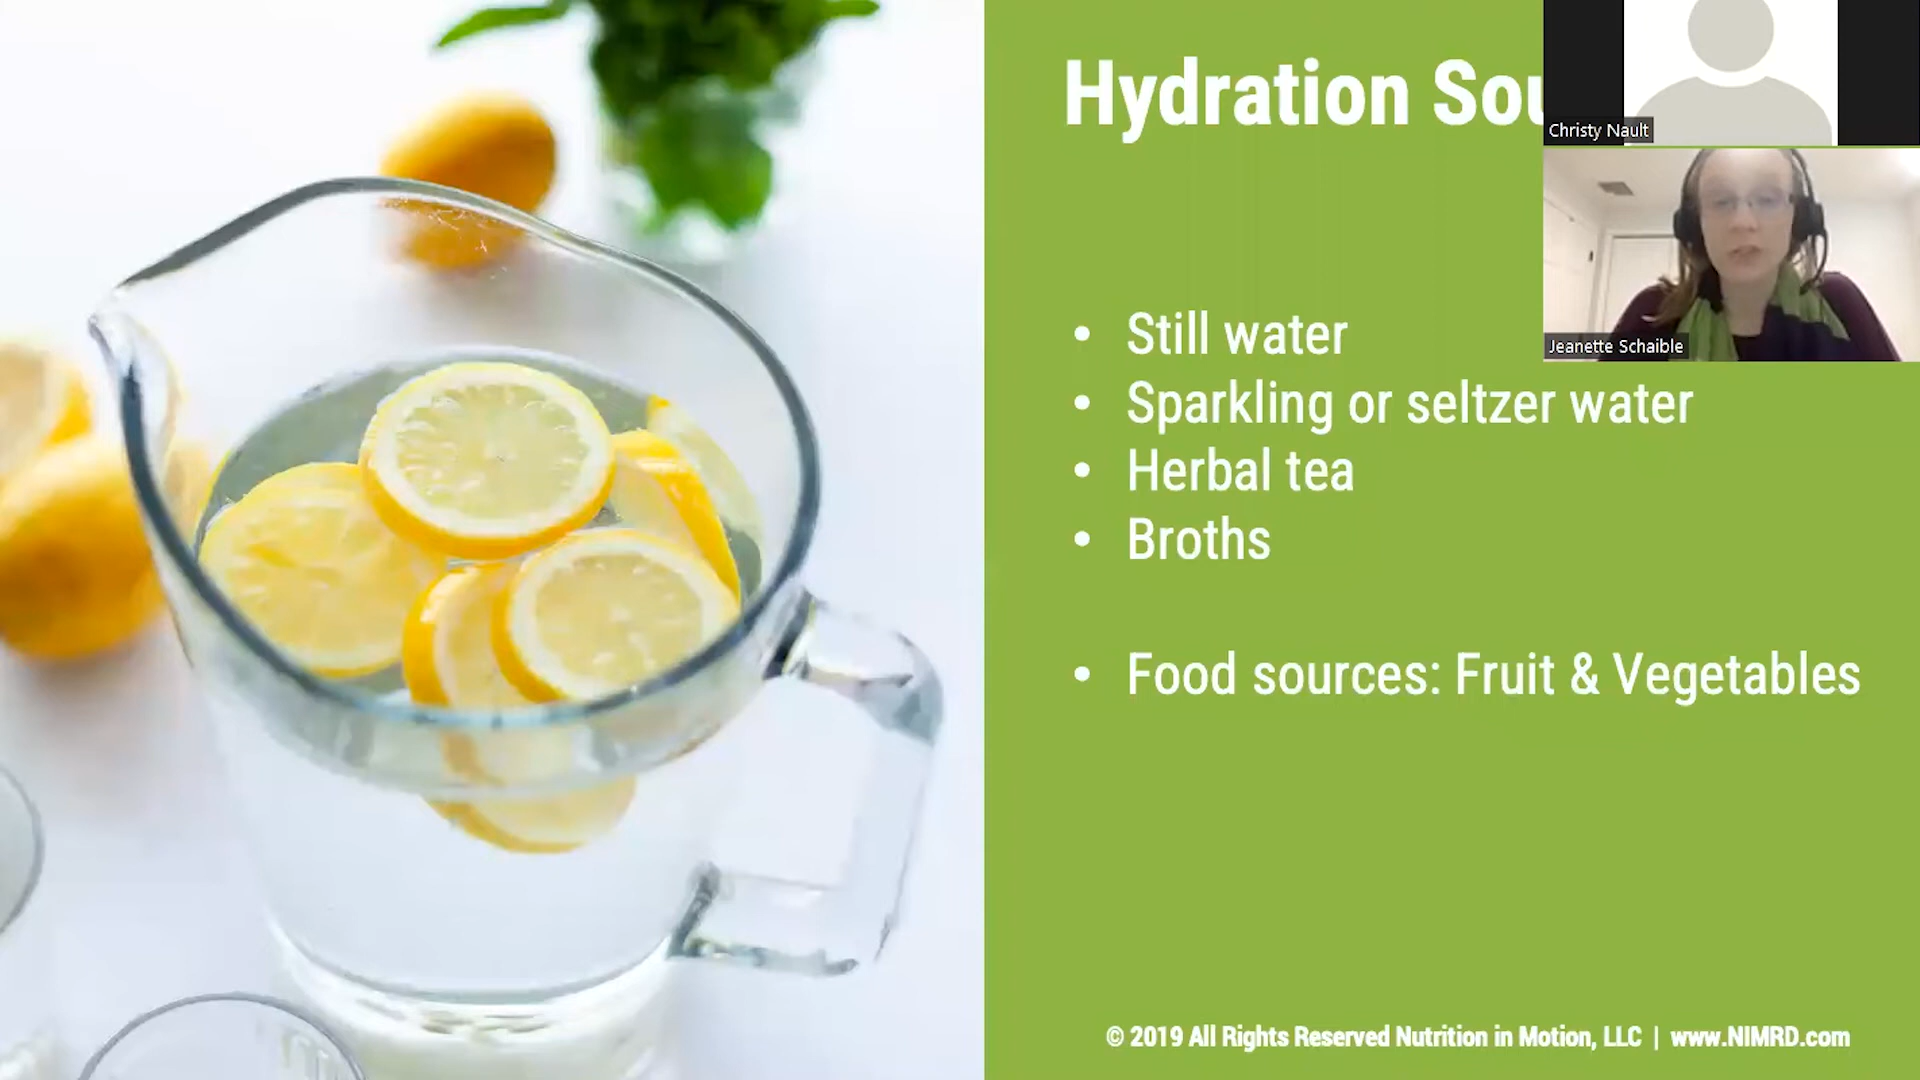 Hydration Sou
Christy Nault
Jeanette Schaible
• Still water
• Sparkling or seltzer water
• Herbal tea
• Broths
• Food sources: Fruit & Vegetables
© 2019 All Rights Reserved Nutrition in Motion, LLC | www.NIMRD.com